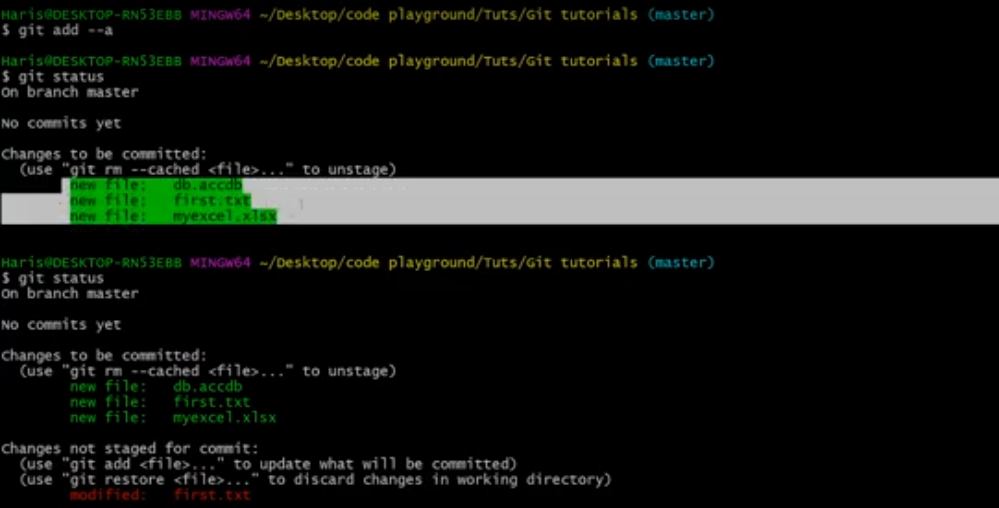 Haris@DESKTOP-RN53EBB MINGW64 ~/Desktop/code playground/Tuts/Git tutorials (master)
$ git add --a
Haris@DESKTOP-RN53EBB MINGW64 ~/Desktop/code playground/Tuts/Git tutorials (master)
$ git status
On branch master
No commits yet
Changes to be committed:
(use "git rm --cached <file>..." to unstage)
new file: db.accdb
new file: first.txt
new file: myexcel.xlsx
Haris@DESKTOP-RN53EBB MINGW64 ~/Desktop/code playground/Tuts/Git tutorials (master)
$ git status
On branch master
No commits yet
Changes to be committed:
(use "git rm --cached <file>..." to unstage)
new file: db.accdb
new file: first.txt
new file: myexcel.xlsx
Changes not staged for commit:
(use "git add <file>..." to update what will be committed)
(use "git restore <file>..." to discard changes in working directory)
modified: first.txt